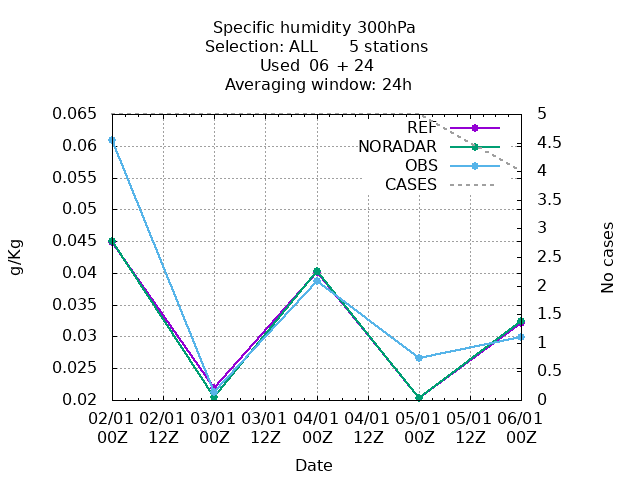 Specific humidity 300hPa
Selection: ALL 5 stations
Used 06 + 24
Averaging window: 24h
0.065
0.06
0.055
0.05
0.045
0.04
0.035
0.03
0.025
0.02
g/Kg
REF
NORADAR
OBS
CASES
5
4.5
4
3.5
3
2.5
2
1.5
1
0.5
0
No cases
02/01 02/01 03/01 03/01 04/01 04/01 05/01 05/01 06/01
00Z 12Z 00Z 12Z 00Z 12Z 00Z 12Z 00Z
Date